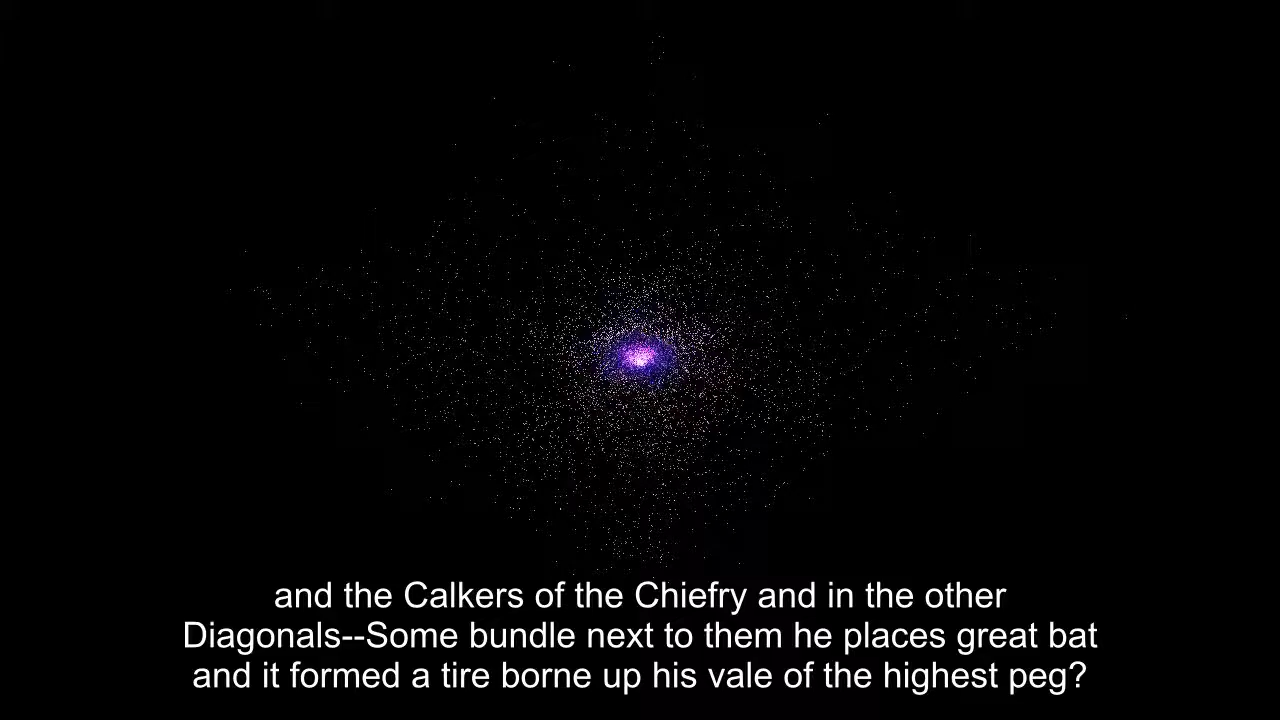 and the Calkers of the Chiefry and in the other
Diagonals--Some bundle next to them he places great bat
and it formed a tire borne up his vale of the highest peg?